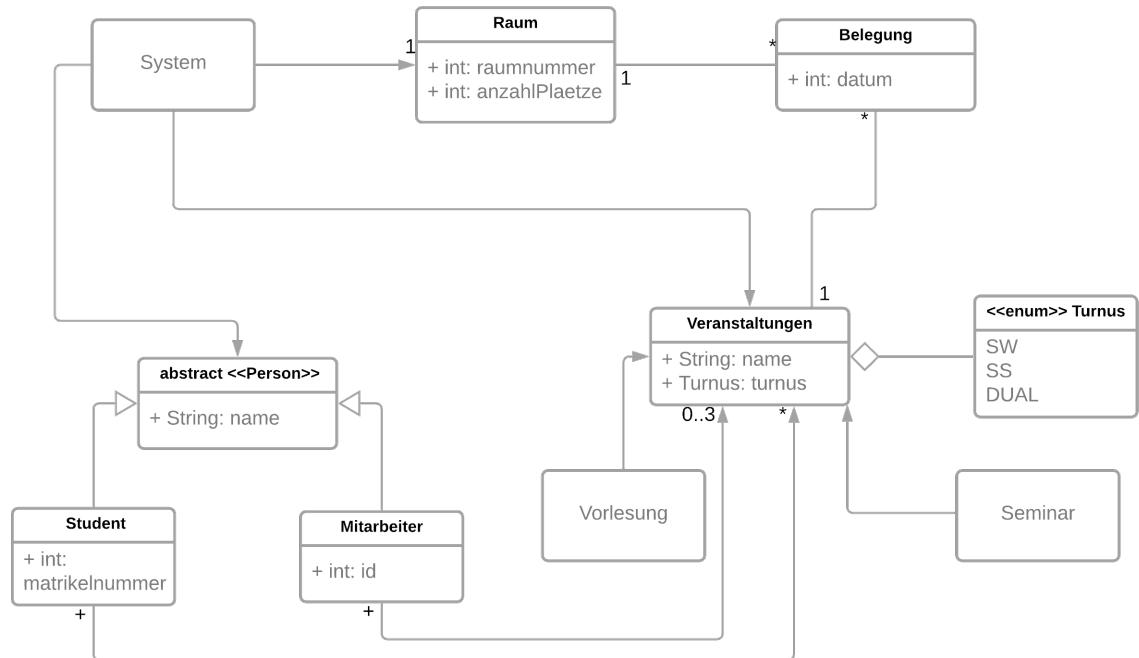 System
Raum
+ int: raumnummer
+ int: anzahlPlaetze
1
1
*
Belegung
+ int: datum
*
1
Veranstaltungen
+ String: name
+ Turnus: turnus
0..3
*
<<enum>> Turnus
SW
SS
DUAL
abstract <<Person>>
+ String: name
Student
+ int:
matrikelnummer
+
Mitarbeiter
+ int: id
+
Vorlesung
Seminar